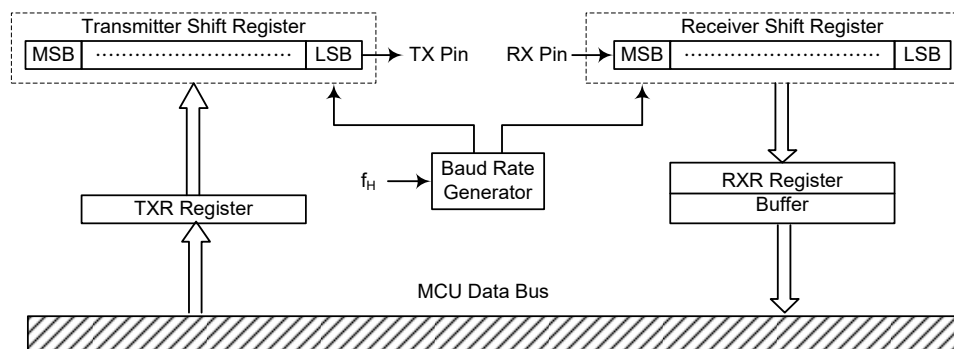 Transmitter Shift Register
MSB ........................................ LSB
TX Pin
RX Pin
Receiver Shift Register
MSB ........................................ LSB
f_H
Baud Rate
Generator
TXR Register
RXR Register
Buffer
MCU Data Bus